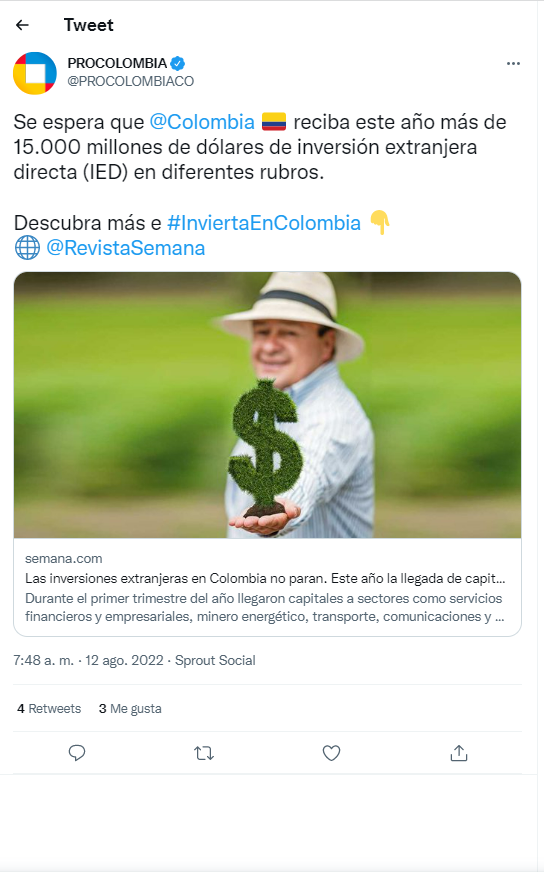 Tweet
PROCOLOMBIA
@PROCOLOMBIACO
Se espera que @Colombia 🇨🇴 reciba este año más de
15.000 millones de dólares de inversión extranjera
directa (IED) en diferentes rubros.
Descubra más e #InviertaEnColombia 👇
🌐 @RevistaSemana
$
semana.com
Las inversiones extranjeras en Colombia no paran. Este año la llegada de capit...
Durante el primer trimestre del año llegaron capitales a sectores como servicios
financieros y empresariales, minero energético, transporte, comunicaciones y ...
7:48 a. m. · 12 ago. 2022 · Sprout Social
4 Retweets 3 Me gusta